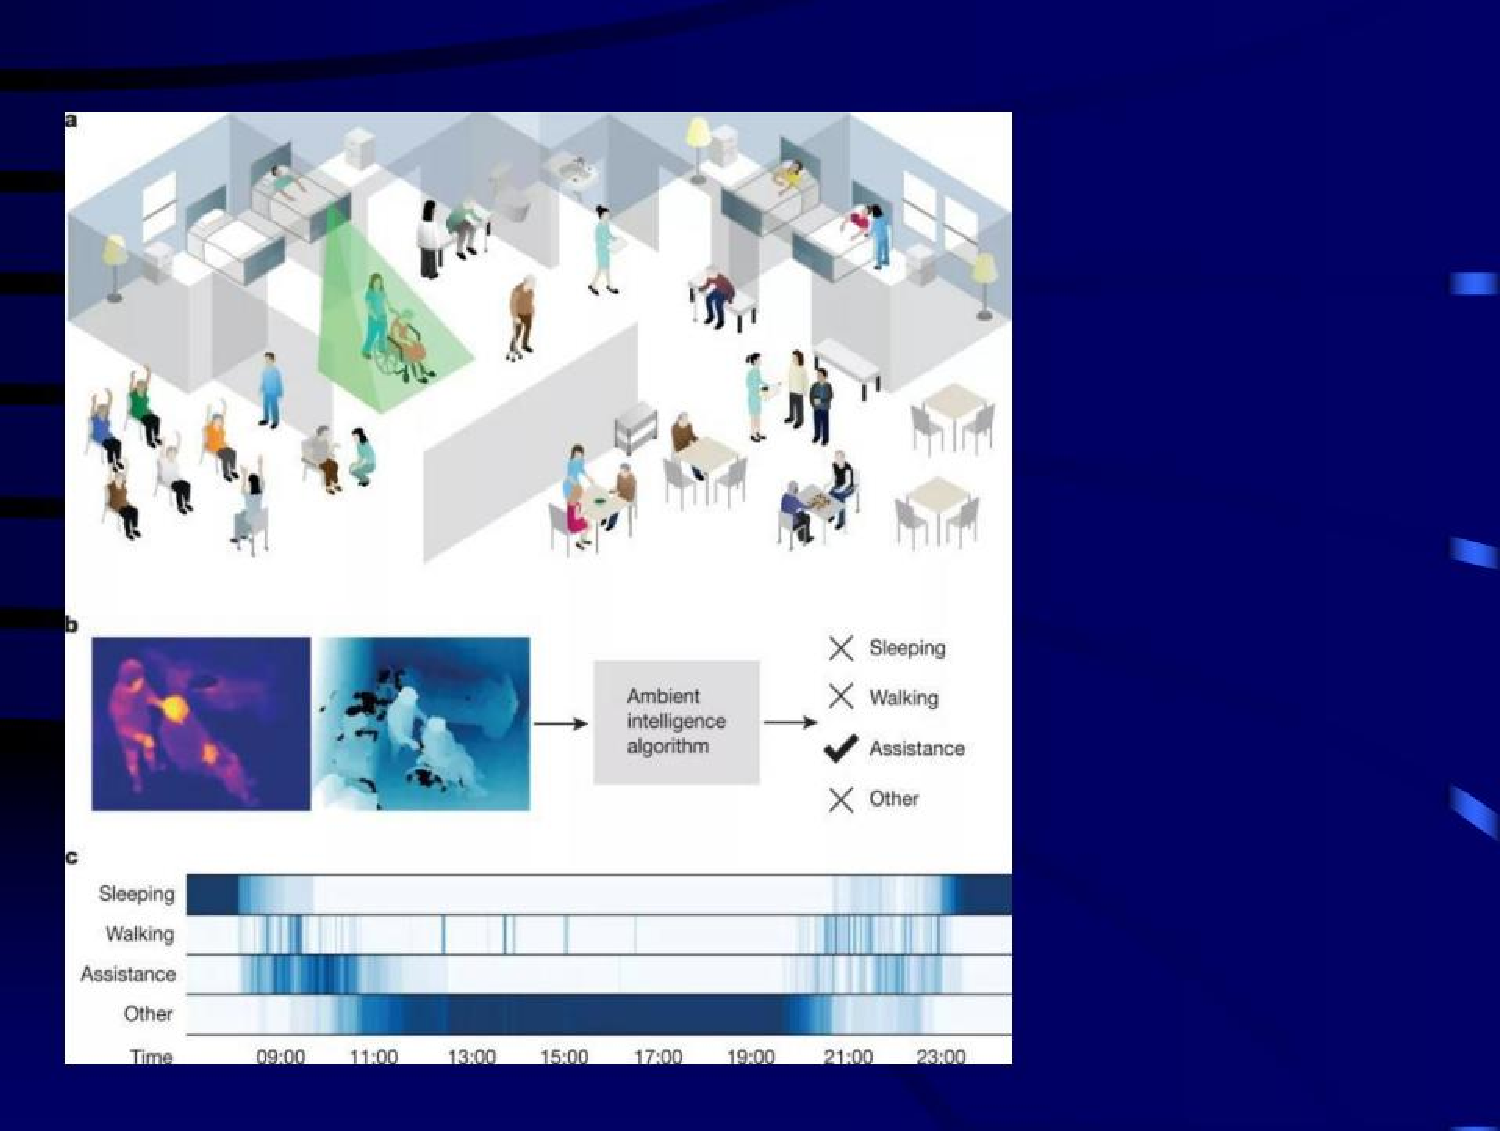 a
b
Sleeping
Walking
Ambient
intelligence
algorithm
Assistance
Other
c
Sleeping
Walking
Assistance
Other
Time 09:00 11:00 13:00 15:00 17:00 19:00 21:00 23:00